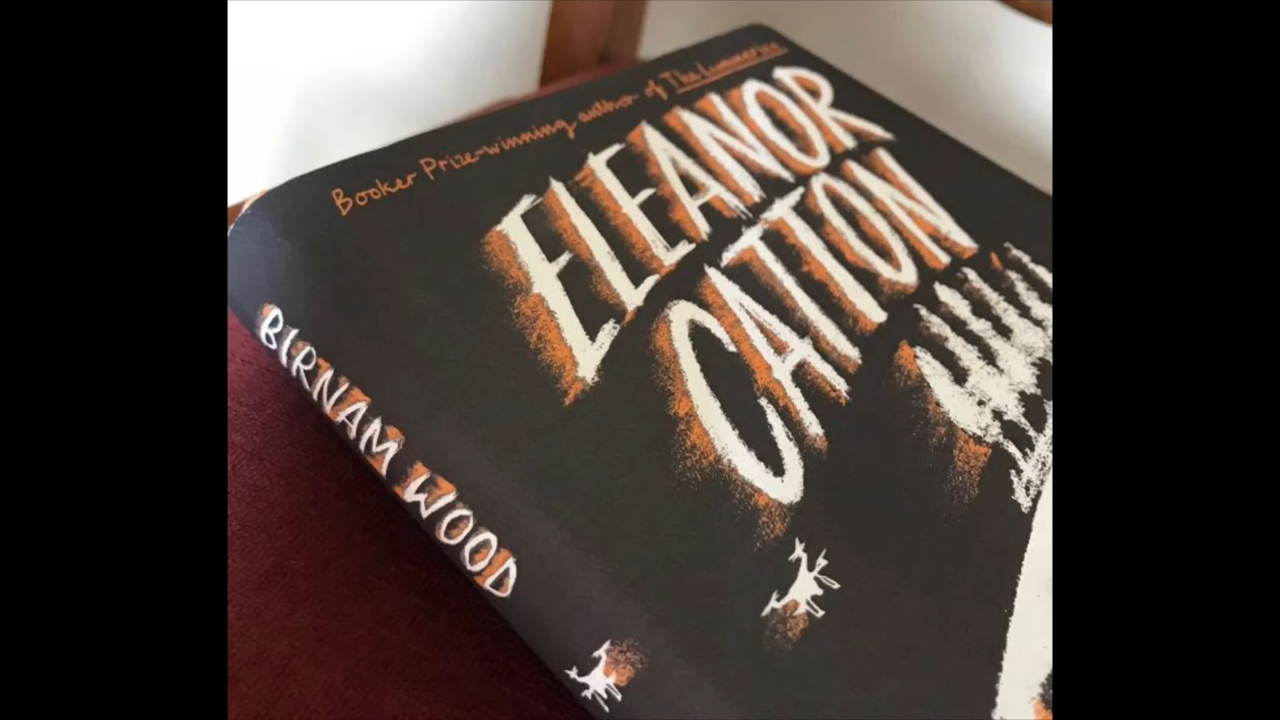 Booker Prize-winning author of The Luminaries
ELEANOR
CATTON
BIRNAM WOOD